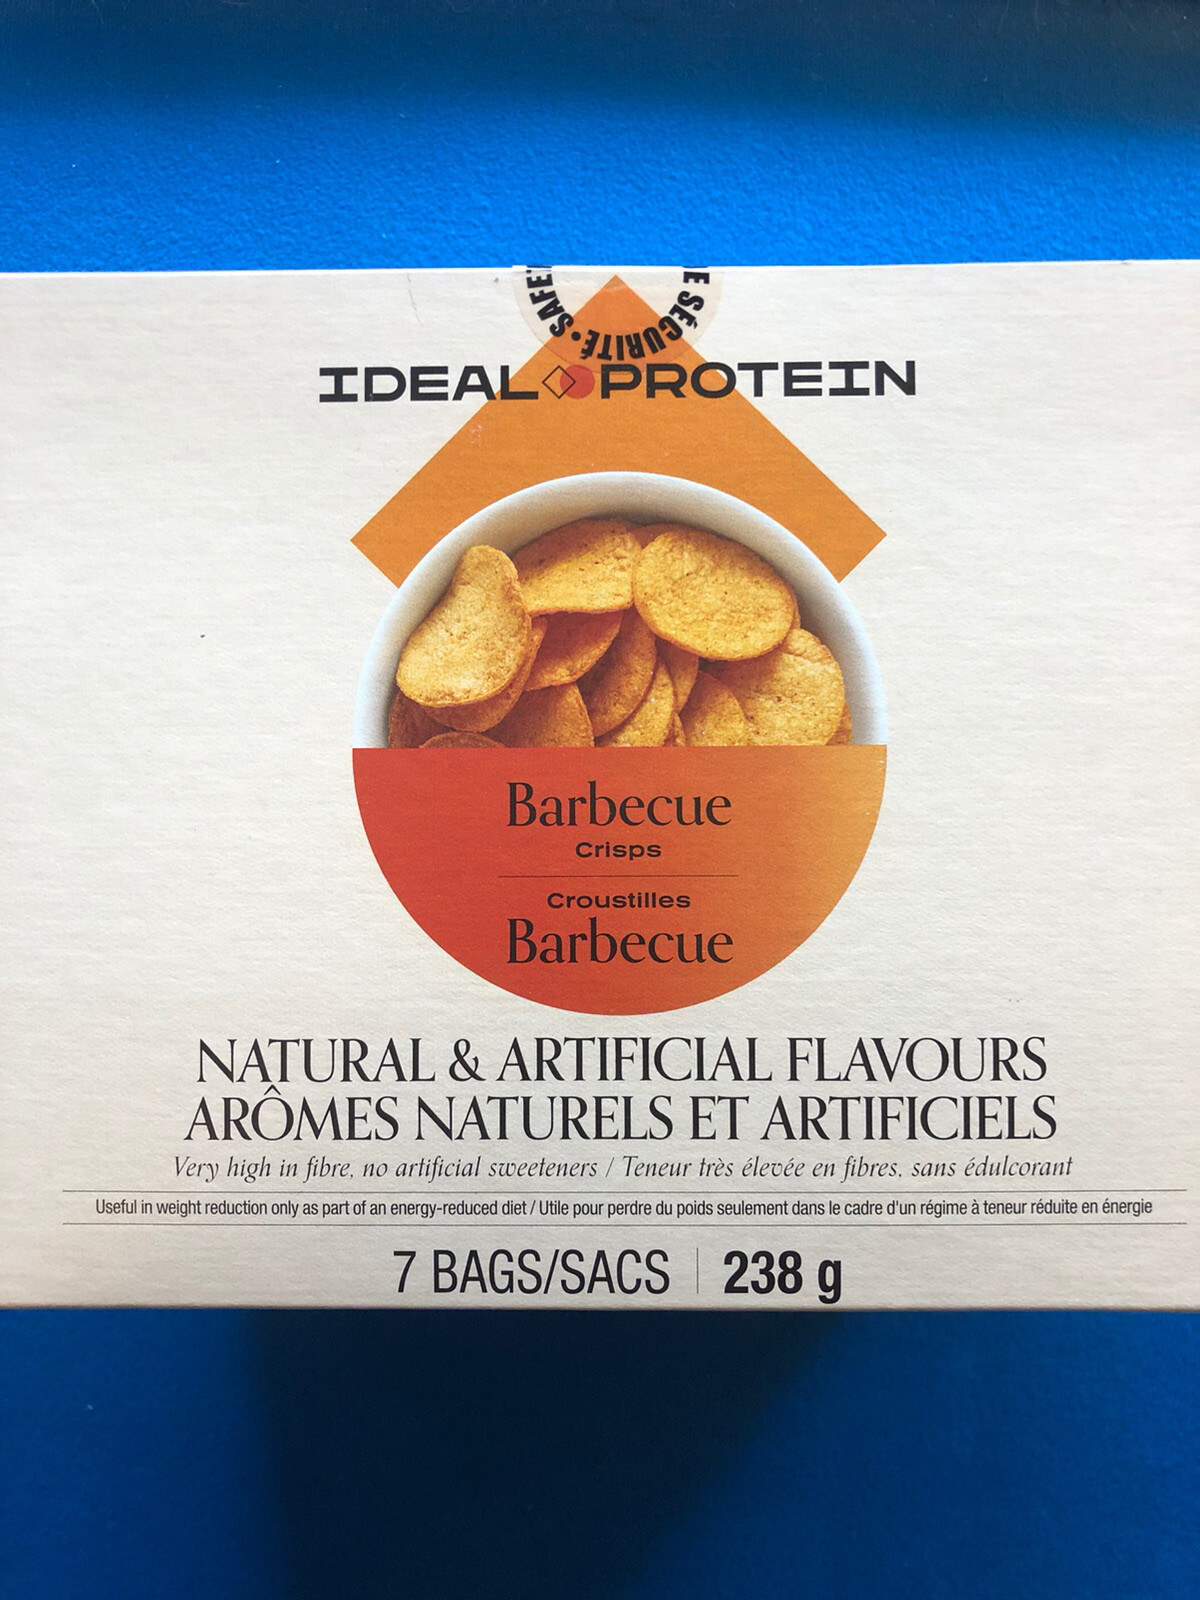 SAFE
E SÉCURITÉ •
IDEAL PROTEIN
Barbecue
Crisps
Croustilles
Barbecue
NATURAL & ARTIFICIAL FLAVOURS
ARÔMES NATURELS ET ARTIFICIELS
Very high in fibre, no artificial sweeteners / Teneur très élevée en fibres, sans édulcorant
Useful in weight reduction only as part of an energy-reduced diet / Utile pour perdre du poids seulement dans le cadre d'un régime à teneur réduite en énergie
7 BAGS/SACS | 238 g